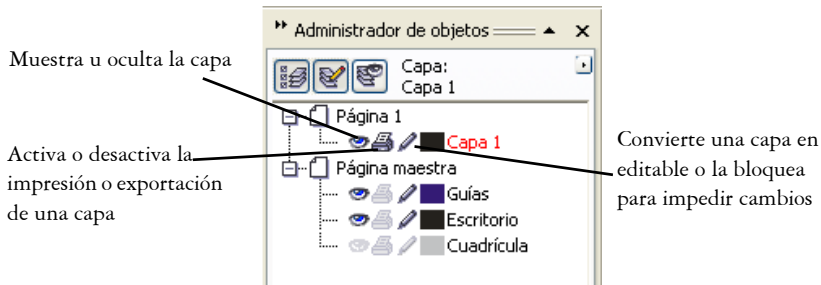 Administrador de objetos
Muestra u oculta la capa
Capa:
Capa 1
Página 1
Capa 1
Activa o desactiva la
impresión o exportación
de una capa
Convierte una capa en
editable o la bloquea
para impedir cambios
Página maestra
Guías
Escritorio
Cuadrícula